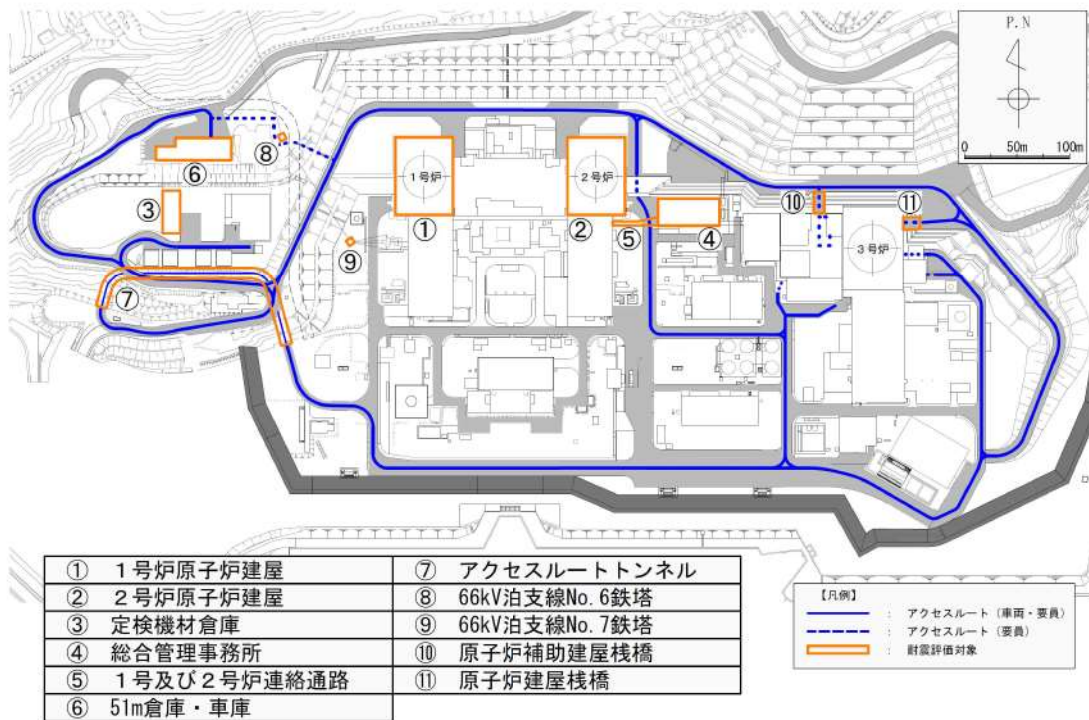 P.N
0 50m 100m
⑧
⑥
③
⑦
⑨
1号炉
①
2号炉
②
⑤
④
⑩
⑪
3号炉
① 1号炉原子炉建屋
② 2号炉原子炉建屋
③ 定検機材倉庫
④ 総合管理事務所
⑤ 1号及び2号炉連絡通路
⑥ 51m倉庫・車庫
⑦ アクセスルートトンネル
⑧ 66kV泊支線No.6鉄塔
⑨ 66kV泊支線No.7鉄塔
⑩ 原子炉補助建屋桟橋
⑪ 原子炉建屋桟橋
【凡例】
: アクセスルート（車両・要員）
: アクセスルート（要員）
: 耐震評価対象